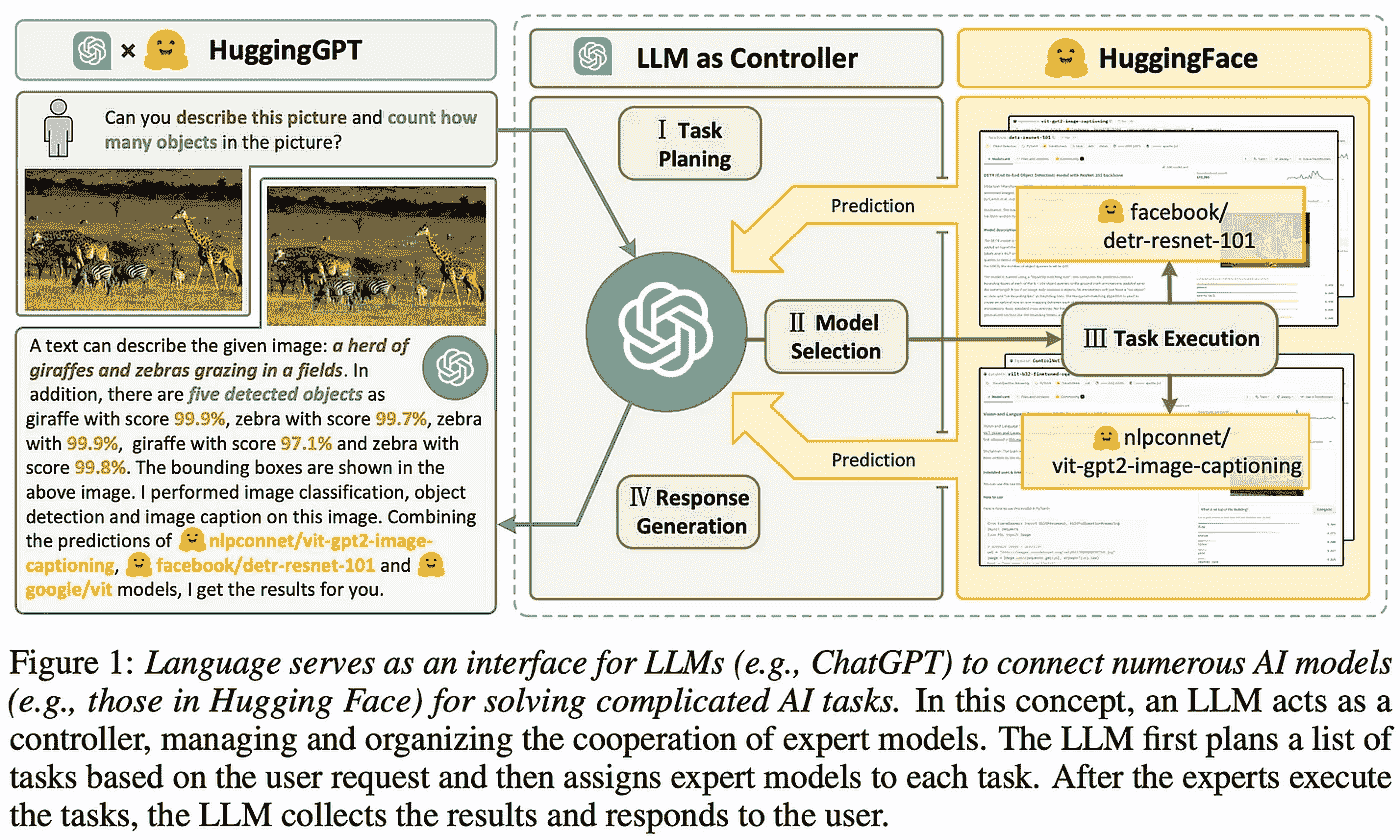 HuggingGPT
Can you describe this picture and count how
many objects in the picture?
A text can describe the given image: a herd of
giraffes and zebras grazing in a fields. In
addition, there are five detected objects as
giraffe with score 99.9%, zebra with score 99.7%, zebra
with 99.9%, giraffe with score 97.1% and zebra with
score 99.8%. The bounding boxes are shown in the
above image. I performed image classification, object
detection and image caption on this image. Combining
the predictions of nlpconnect/vit-gpt2-image-
captioning, facebook/detr-resnet-101 and
google/vit models, I get the results for you.
LLM as Controller
I Task
Planing
Prediction
II Model
Selection
Prediction
IV Response
Generation
HuggingFace
facebook/
detr-resnet-101
III Task Execution
nlpconnect/
vit-gpt2-image-captioning
Figure 1: Language serves as an interface for LLMs (e.g., ChatGPT) to connect numerous AI models
(e.g., those in Hugging Face) for solving complicated AI tasks. In this concept, an LLM acts as a
controller, managing and organizing the cooperation of expert models. The LLM first plans a list of
tasks based on the user request and then assigns expert models to each task. After the experts execute
the tasks, the LLM collects the results and responds to the user.